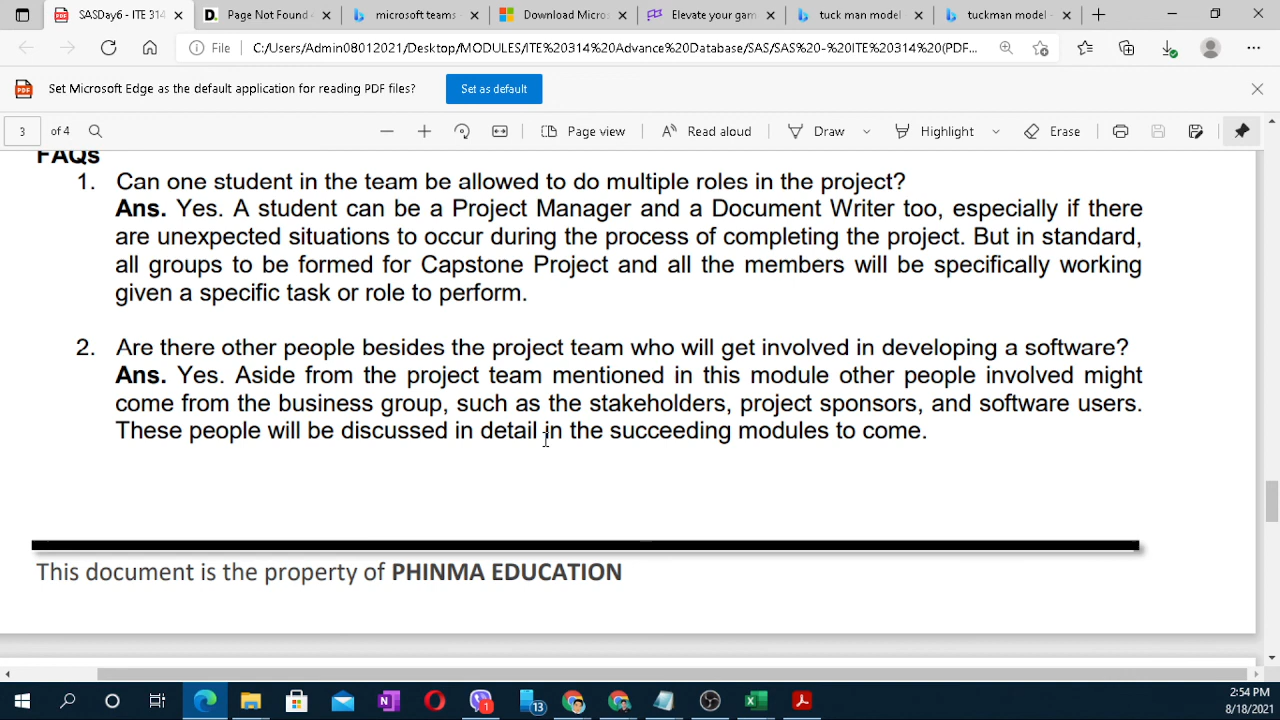 SASDay6 - ITE 314
Page Not Found
microsoft teams -
Download Micros
Elevate your gam
tuck man model
tuckman model -
File
C:/Users/Admin08012021/Desktop/MODULES/ITE%20314%20Advance%20Database/SAS/SAS%20-%20ITE%20314%20(PDF...
Set Microsoft Edge as the default application for reading PDF files?
Set as default
3 of 4
Page view
Read aloud
Draw
Highlight
Erase
FAQs
1. Can one student in the team be allowed to do multiple roles in the project?
Ans. Yes. A student can be a Project Manager and a Document Writer too, especially if there
are unexpected situations to occur during the process of completing the project. But in standard,
all groups to be formed for Capstone Project and all the members will be specifically working
given a specific task or role to perform.
2. Are there other people besides the project team who will get involved in developing a software?
Ans. Yes. Aside from the project team mentioned in this module other people involved might
come from the business group, such as the stakeholders, project sponsors, and software users.
These people will be discussed in detail in the succeeding modules to come.
This document is the property of PHINMA EDUCATION
1
13
2:54 PM
8/18/2021